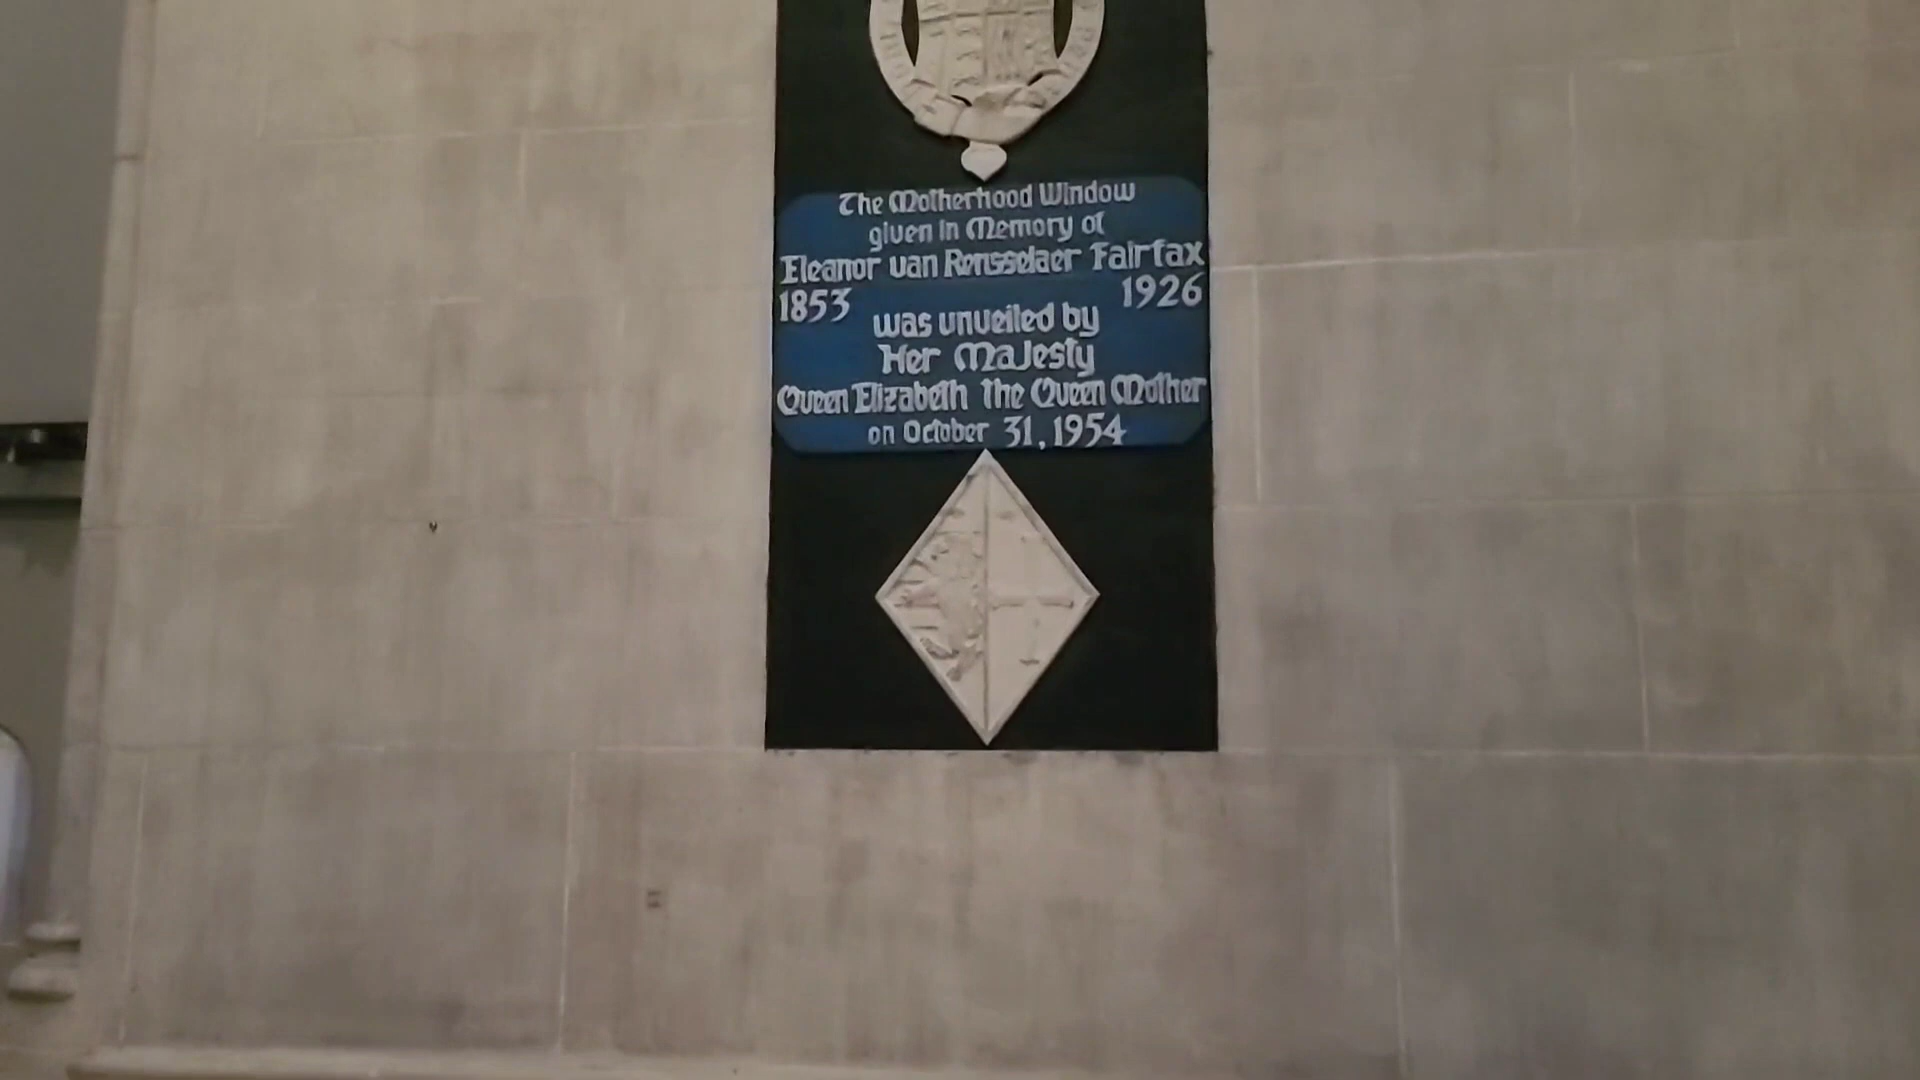 The Motherhood Window
given in Memory of
Eleanor van Rensselaer Fairfax
1853 1926
was unveiled by
Her Majesty
Queen Elizabeth the Queen Mother
on October 31, 1954